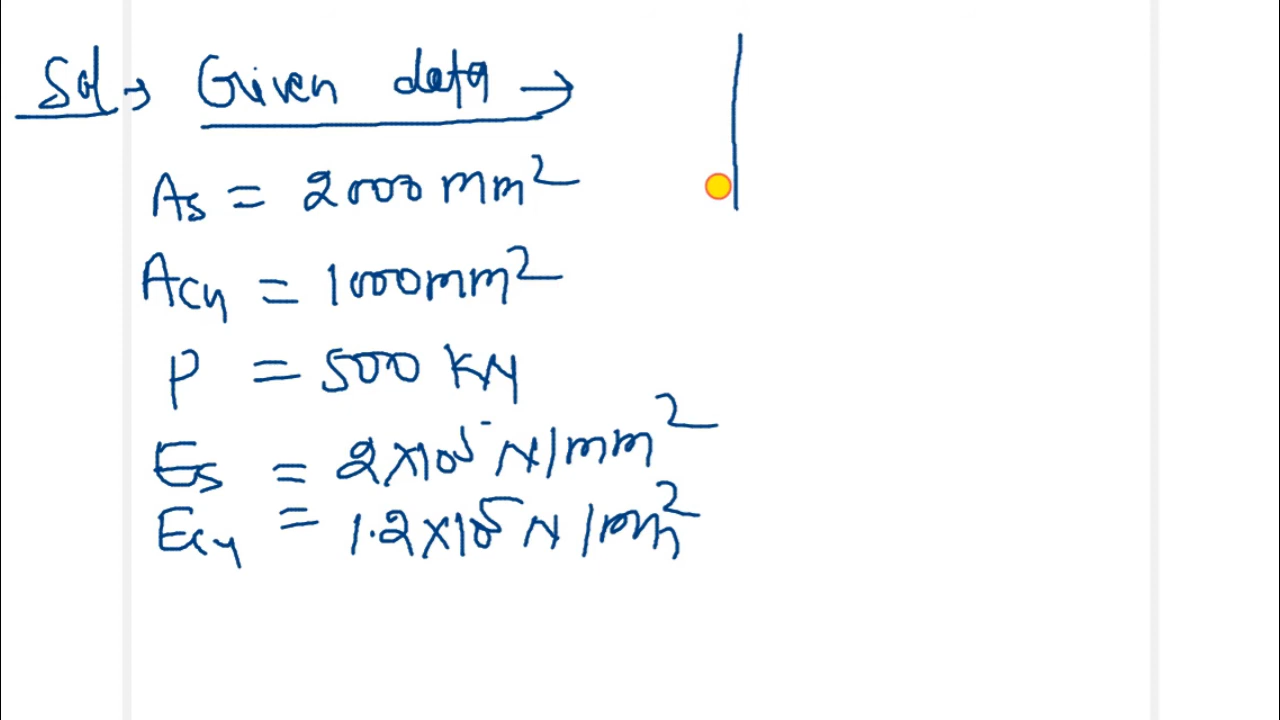 Sol → Given data →
As = 2000 mm²
Acu = 1000mm²
P = 500 KN
Es = 2×10⁵ N/mm²
Ecu = 1.2×10⁵ N/mm²